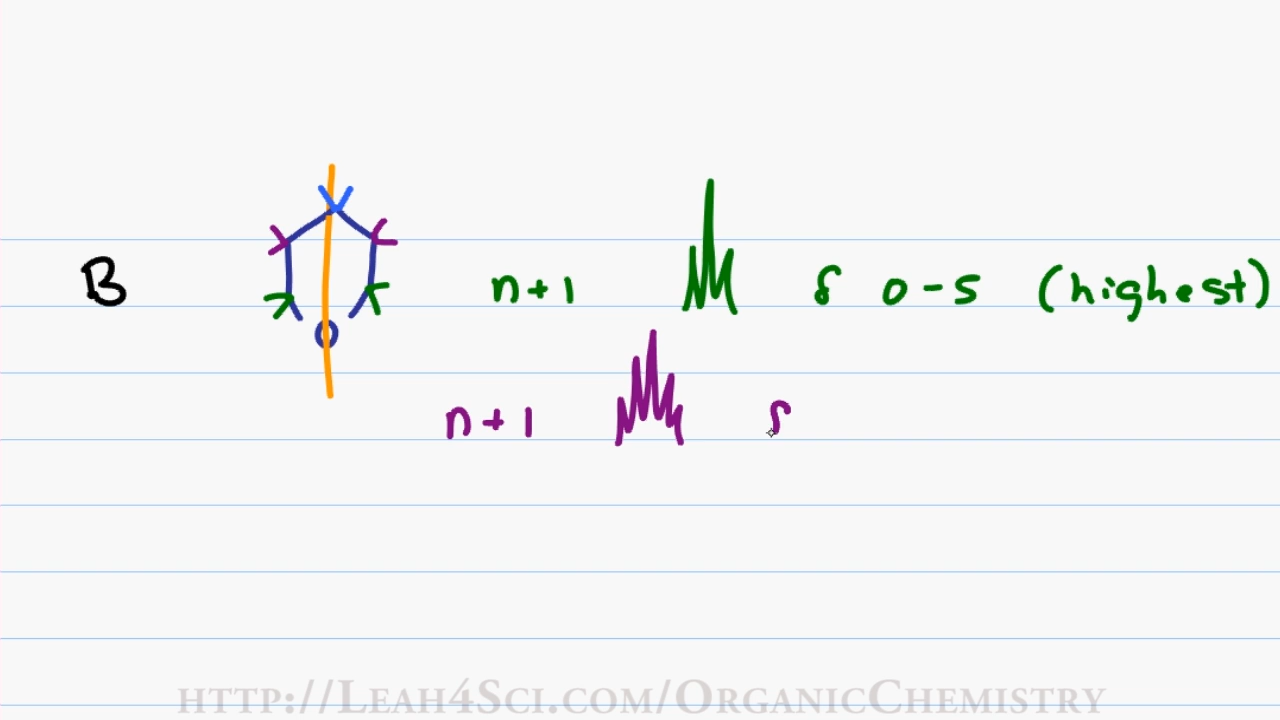 B O n + 1 δ 0 - 5 (highest)
n + 1 δ
HTTP://LEAH4SCI.COM/ORGANICCHEMISTRY